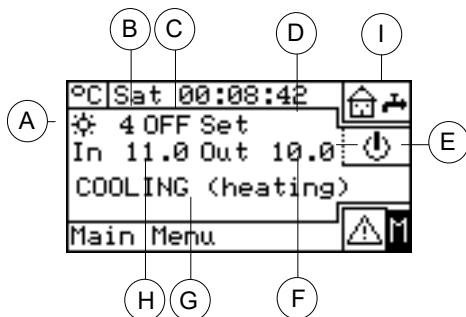 B C D I
°C Sat 00:08:42
A
4 OFF Set
E
In 11.0 Out 10.0
COOLING (heating)
Main Menu M
H G F